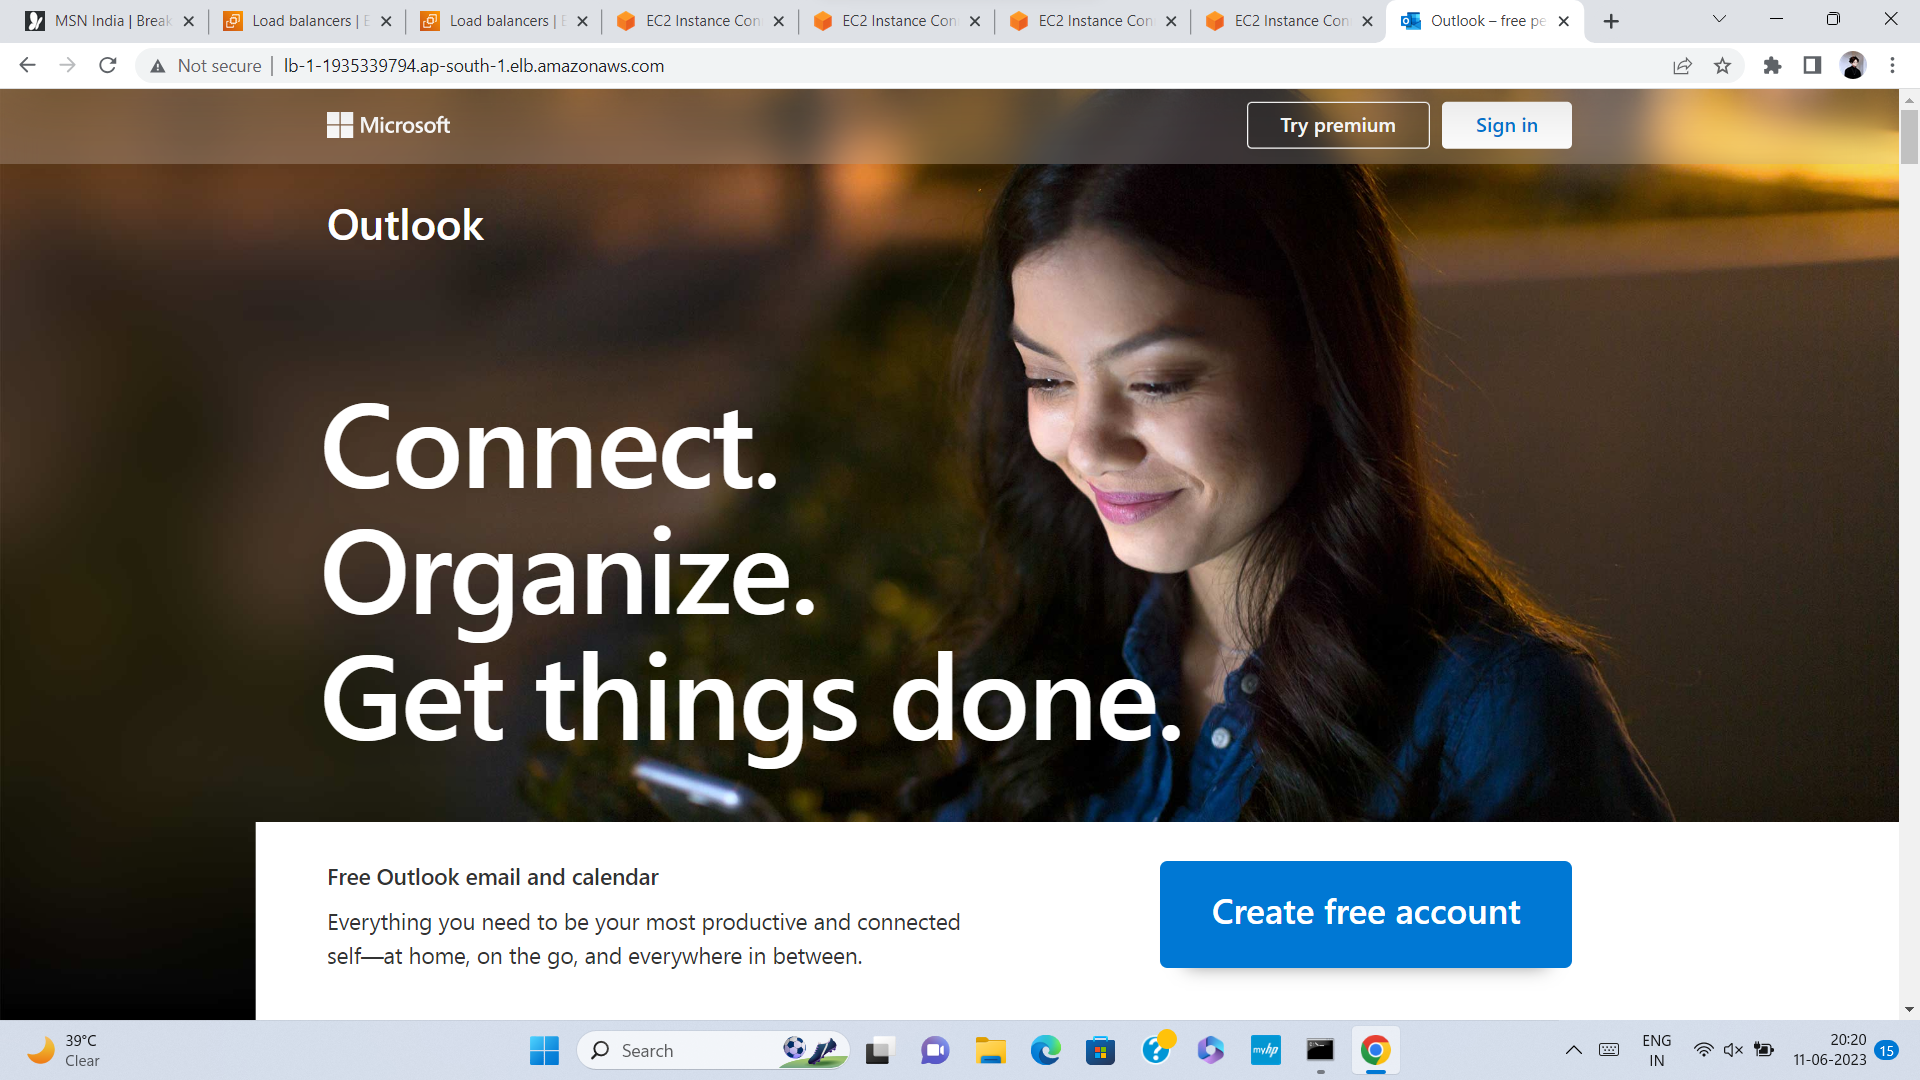 MSN India | Break
Load balancers | E
Load balancers | E
EC2 Instance Con
EC2 Instance Con
EC2 Instance Con
EC2 Instance Con
Outlook – free pe
Not secure | lb-1-1935339794.ap-south-1.elb.amazonaws.com
Microsoft
Try premium
Sign in
Outlook
Connect.
Organize.
Get things done.
Free Outlook email and calendar
Everything you need to be your most productive and connected
self—at home, on the go, and everywhere in between.
Create free account
39°C
Clear
Search
myhp
ENG
IN
20:20
11-06-2023
15